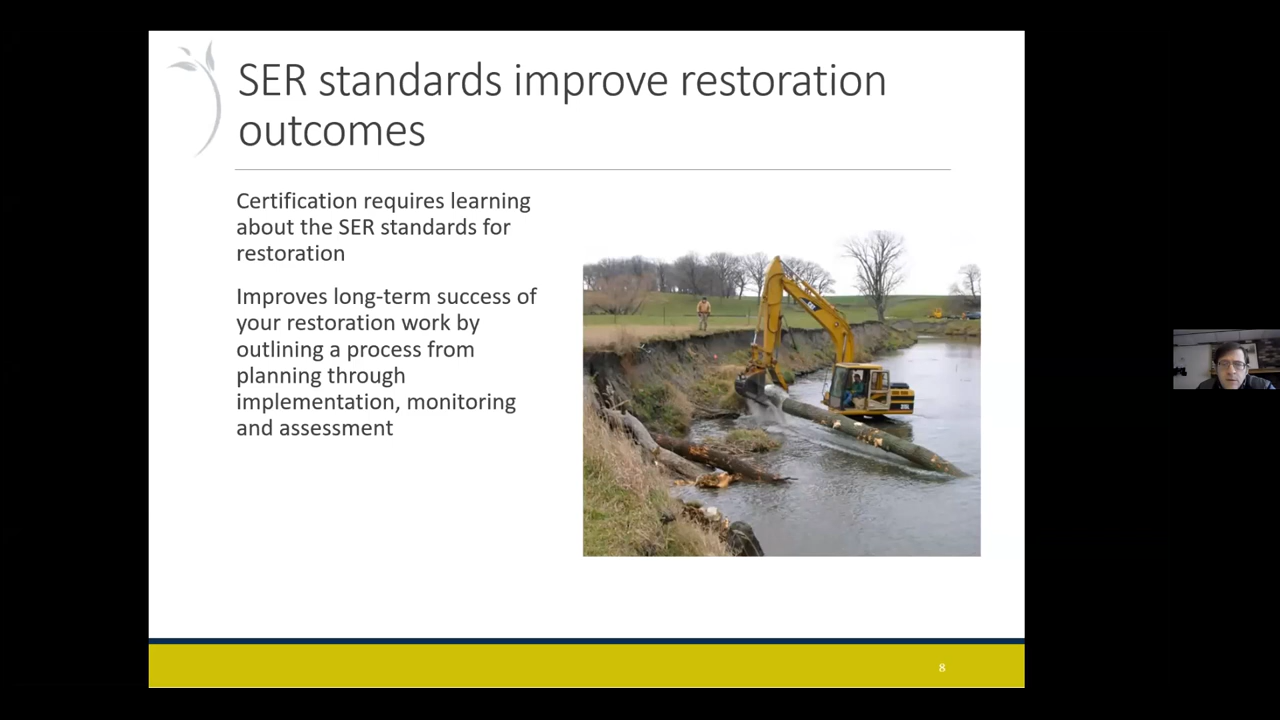 SER standards improve restoration
outcomes
Certification requires learning
about the SER standards for
restoration
Improves long-term success of
your restoration work by
outlining a process from
planning through
implementation, monitoring
and assessment
8